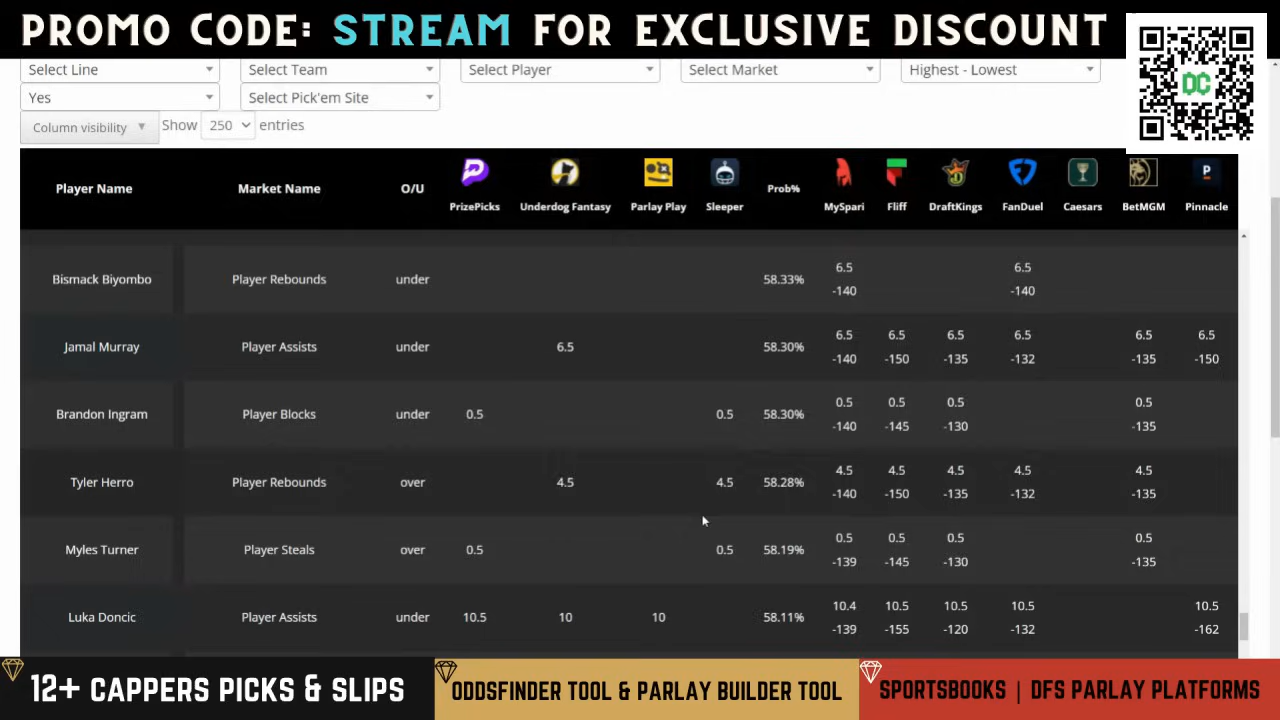 PROMO CODE: STREAM FOR EXCLUSIVE DISCOUNT
DC
Select Line Select Team Select Player Select Market Highest - Lowest
Yes Select Pick'em Site
Column visibility Show 250 entries
Player Name Market Name O/U PrizePicks Underdog Fantasy Parlay Play Sleeper Prob% MySpari Fliff DraftKings FanDuel Caesars BetMGM P Pinnacle
Bismack Biyombo Player Rebounds under 58.33% 6.5 6.5
-140 -140
Jamal Murray Player Assists under 6.5 58.30% 6.5 6.5 6.5 6.5 6.5 6.5
-140 -150 -135 -132 -135 -150
Brandon Ingram Player Blocks under 0.5 0.5 58.30% 0.5 0.5 0.5 0.5
-140 -145 -130 -135
Tyler Herro Player Rebounds over 4.5 4.5 58.28% 4.5 4.5 4.5 4.5 4.5
-140 -150 -135 -132 -135
Myles Turner Player Steals over 0.5 0.5 58.19% 0.5 0.5 0.5 0.5
-139 -145 -130 -135
Luka Doncic Player Assists under 10.5 10 10 58.11% 10.4 10.5 10.5 10.5 10.5
-139 -155 -120 -132 -162
12+ CAPPERS PICKS & SLIPS
ODDSFINDER TOOL & PARLAY BUILDER TOOL
SPORTSBOOKS | DFS PARLAY PLATFORMS